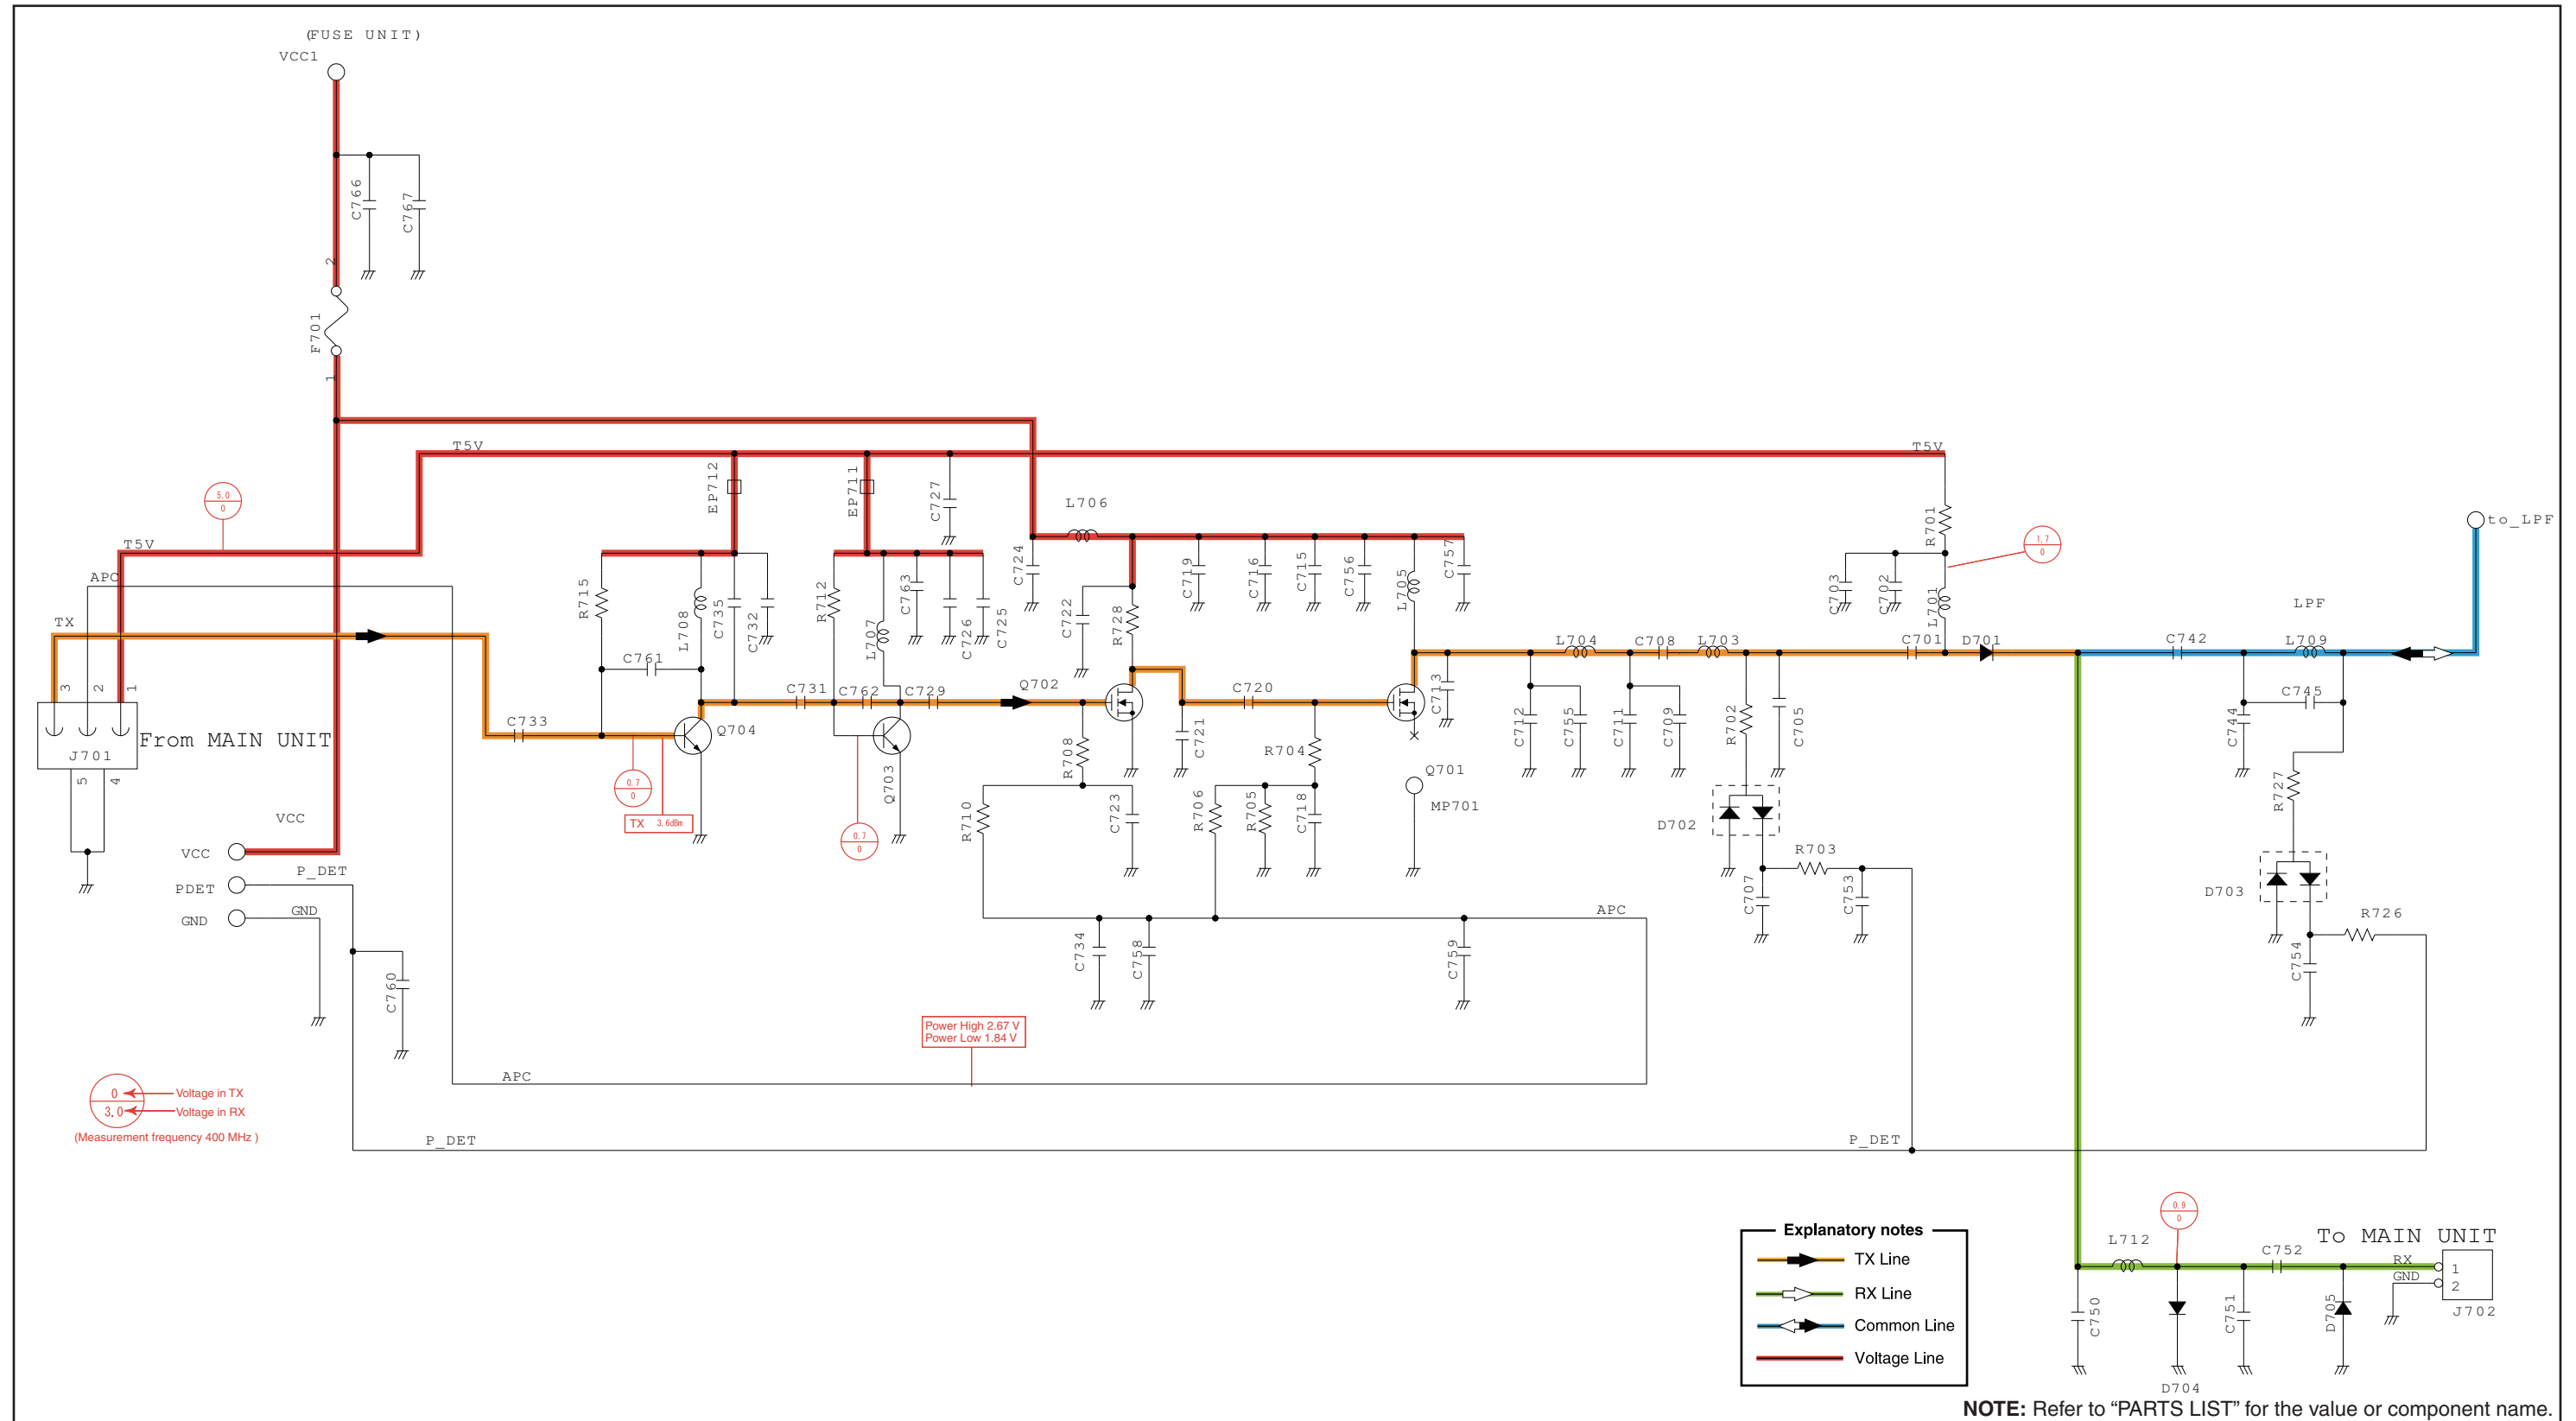 (FUSE UNIT)
VCC1
C766
C767
2
F701
1
T5V
T5V
5.0
0
EP712
EP711
C727
L706
R701
1.7
0
to_LPF
T5V
APC
R715
L708
C735
C732
R712
L707
C763
C726
C725
C724
C722
R728
C719
C716
C715
C756
L705
C757
C703
C702
L701
LPF
TX
C761
L704
C708
L703
C701
D701
C742
L709
3
2
1
C731
C762
C729
Q702
C720
C713
C745
C733
Q704
Q703
R708
C721
R704
C712
C755
C711
C709
R702
C705
C744
R727
From MAIN UNIT
J701
5
4
0.7
0
TX 3.6dBm
0.7
0
Q701
MP701
R710
C723
R706
R705
C718
D702
VCC
VCC
P_DET
PDET
GND
GND
R703
C707
C753
D703
R726
C754
APC
C734
C758
C759
C760
Power High 2.67 V
Power Low 1.84 V
APC
0
Voltage in TX
3.0
Voltage in RX
(Measurement frequency 400 MHz )
P_DET
P_DET
0.9
0
Explanatory notes
TX Line
RX Line
Common Line
Voltage Line
L712
C752
To MAIN UNIT
RX
1
GND
2
J702
C750
C751
D705
D704
NOTE: Refer to “PARTS LIST” for the value or component name.